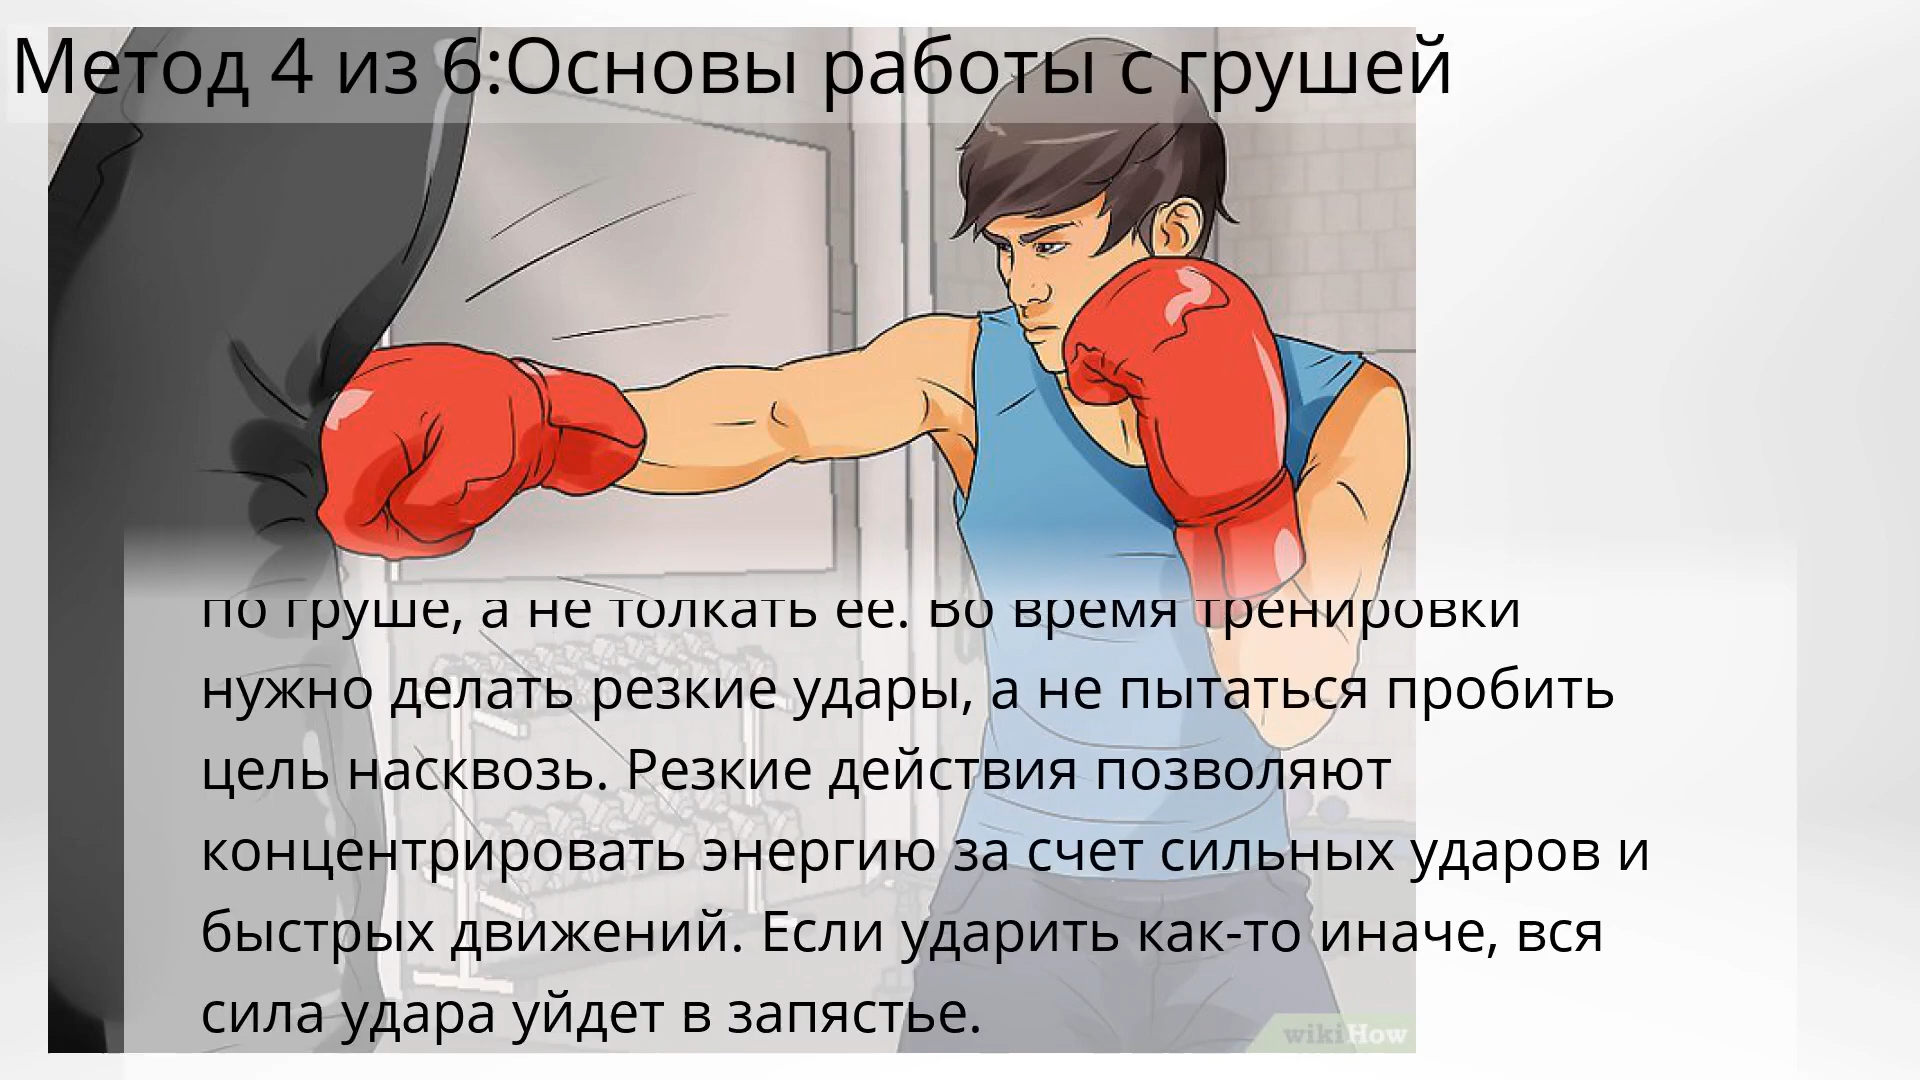 Метод 4 из 6:Основы работы с грушей
по груше, а не толкать ее. Во время тренировки
нужно делать резкие удары, а не пытаться пробить
цель насквозь. Резкие действия позволяют
концентрировать энергию за счет сильных ударов и
быстрых движений. Если ударить как-то иначе, вся
сила удара уйдет в запястье.
wikiHow